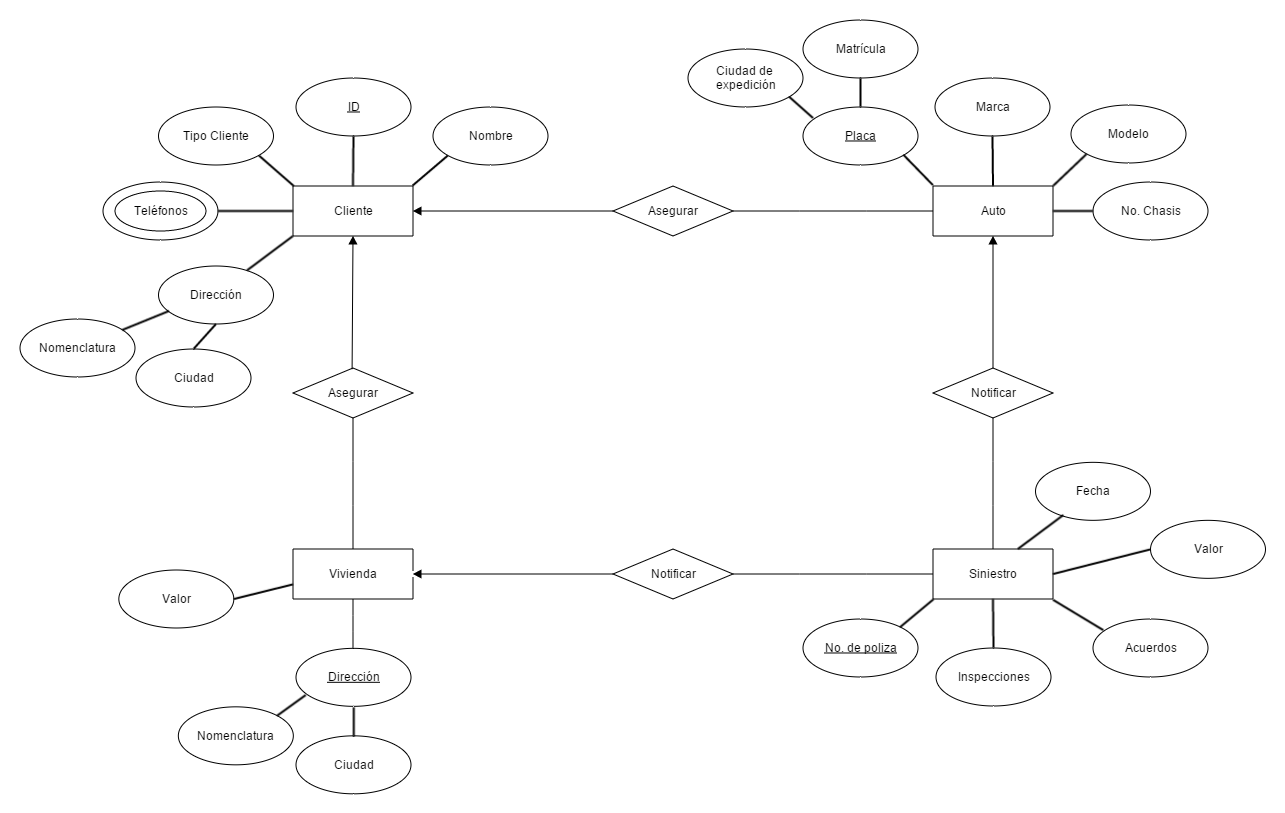 Matrícula
Ciudad de
expedición
ID
Marca
Tipo Cliente
Nombre
Placa
Modelo
Teléfonos
Cliente
Asegurar
Auto
No. Chasis
Dirección
Nomenclatura
Ciudad
Asegurar
Notificar
Fecha
Valor
Vivienda
Notificar
Siniestro
Valor
No. de poliza
Acuerdos
Dirección
Inspecciones
Nomenclatura
Ciudad